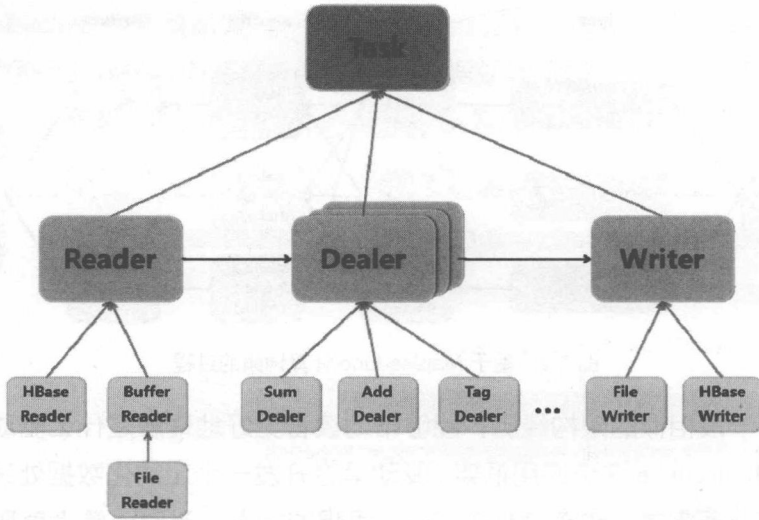 Task
Reader
Dealer
Writer
HBase
Reader
Buffer
Reader
Sum
Dealer
Add
Dealer
Tag
Dealer
...
File
Writer
HBase
Writer
File
Reader